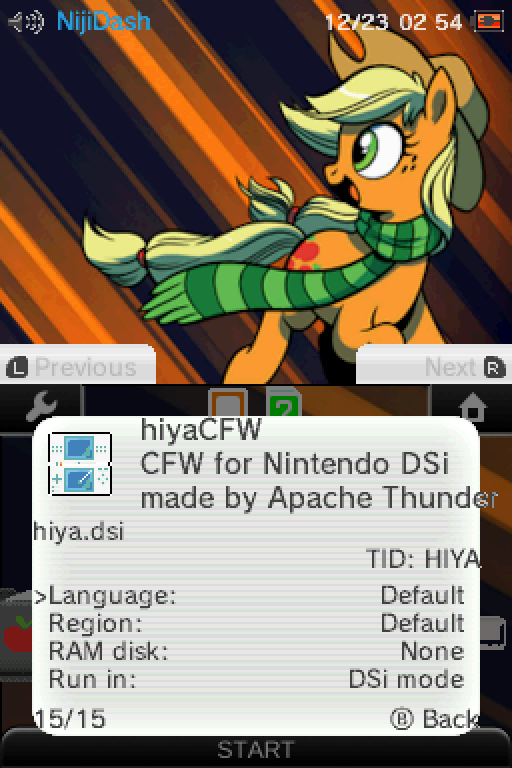 NijiDash 12/23 02 54
L Previous Next R
2
hiyaCFW
CFW for Nintendo DSi
made by Apache Thunder
hiya.dsi
TID: HIYA
>Language: Default
Region: Default
RAM disk: None
Run in: DSi mode
15/15 Ⓑ Back
START